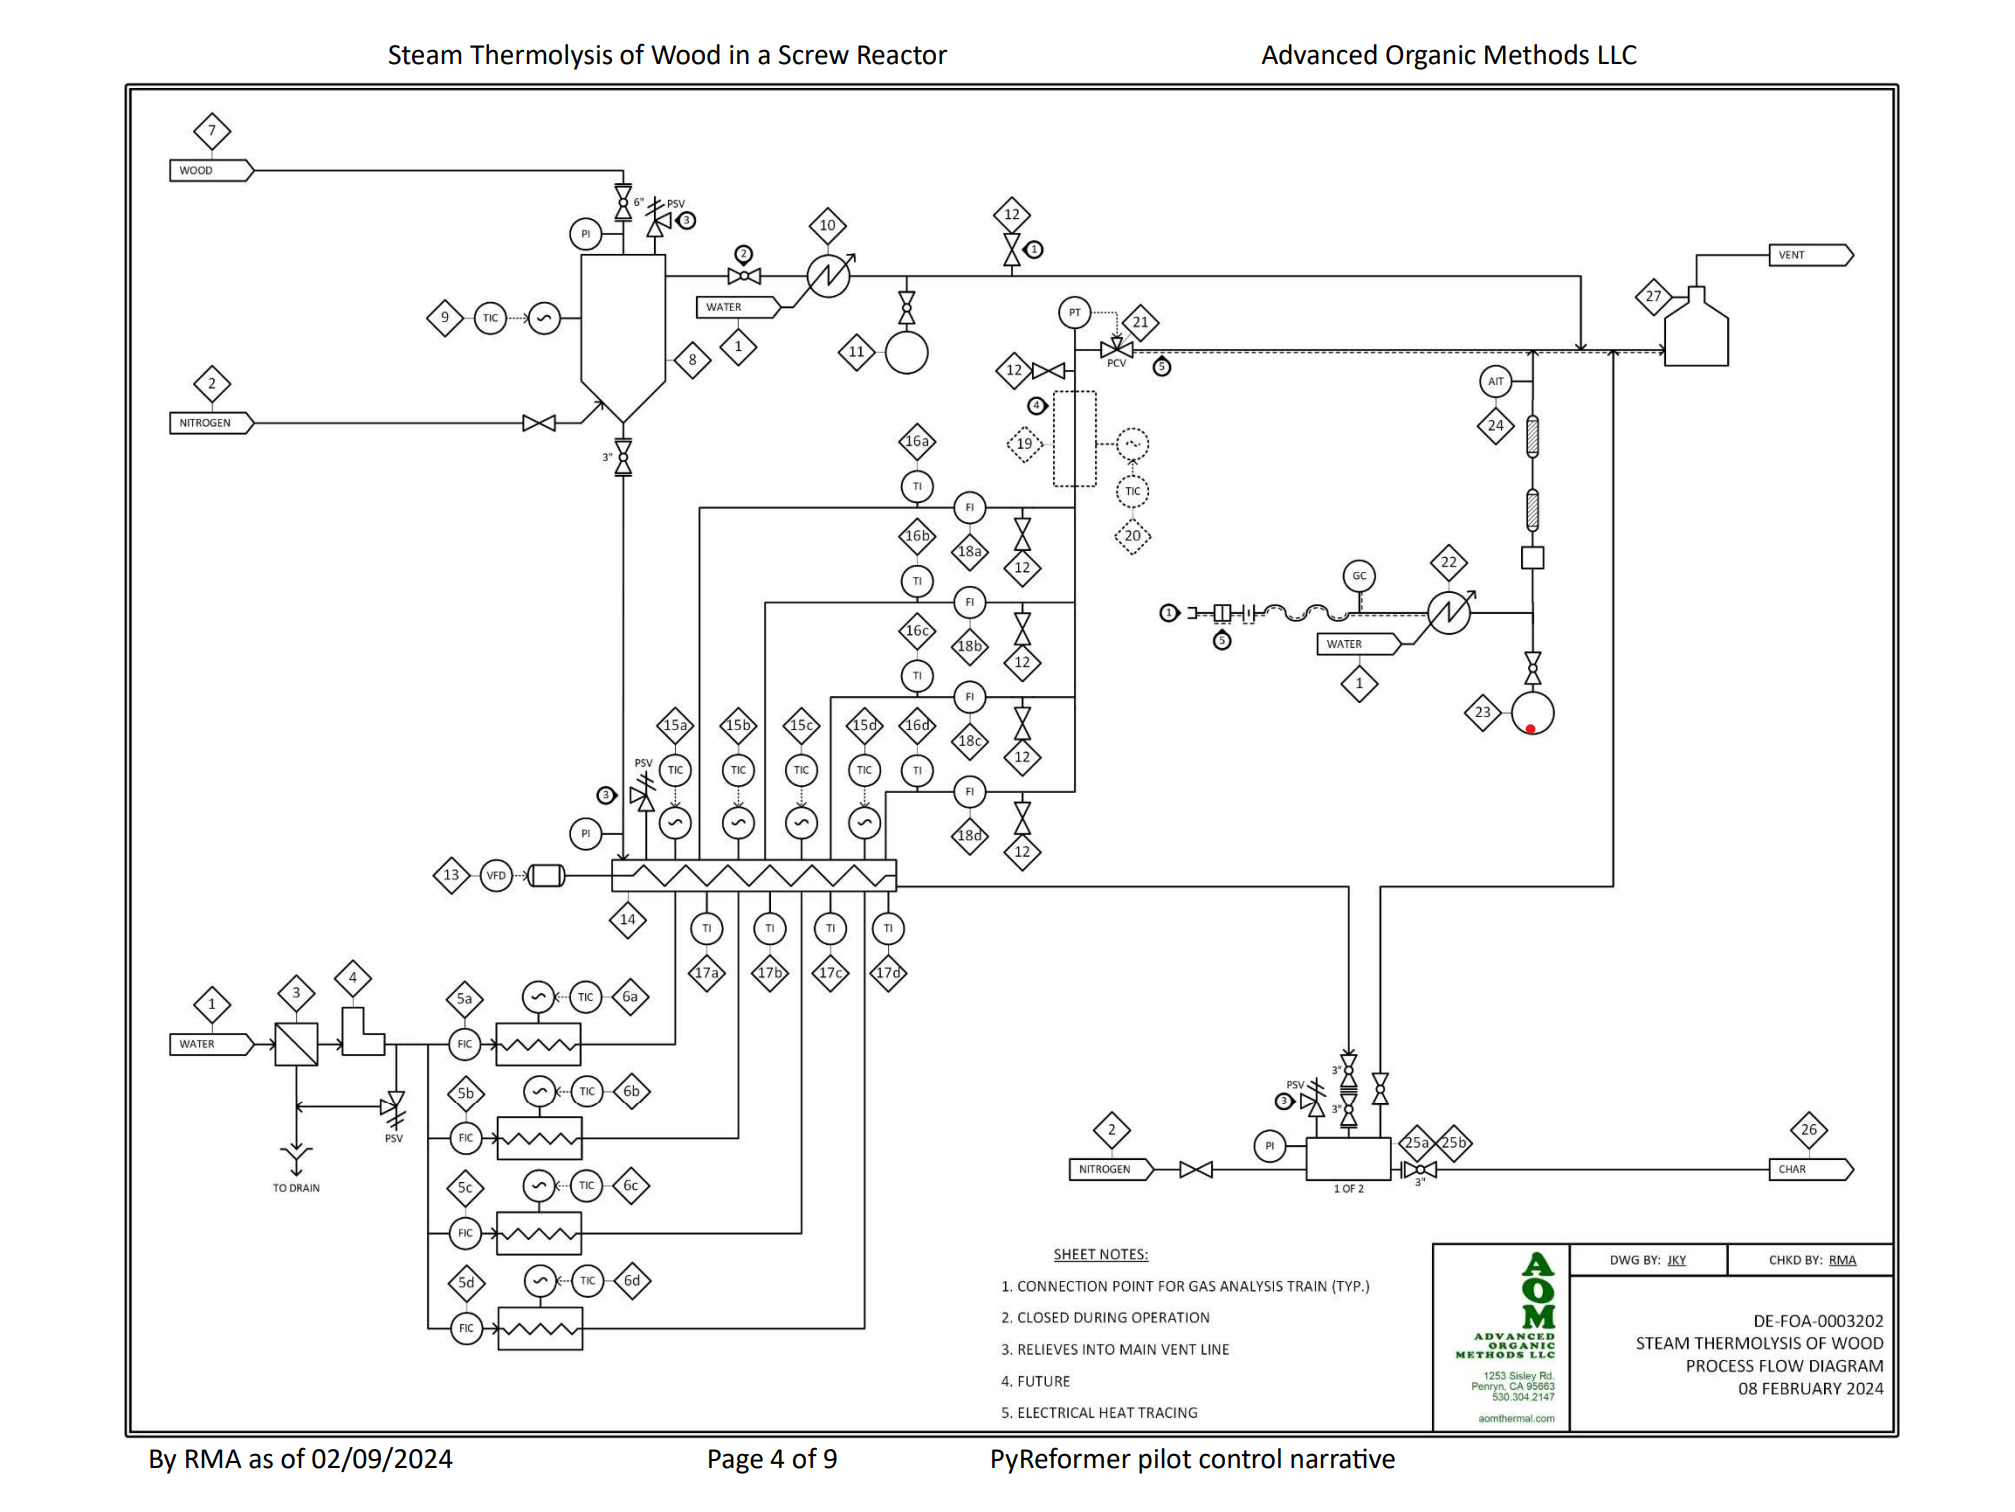 Steam Thermolysis of Wood in a Screw Reactor
Advanced Organic Methods LLC
7
WOOD
6"
PSV
3
PI
2
10
12
1
VENT
27
WATER
1
9
TIC
8
11
PT
21
PCV
5
12
2
NITROGEN
3"
4
19
TIC
20
AIT
24
16a
TI
FI
18a
12
16b
TI
FI
18b
12
16c
TI
FI
18c
12
16d
TI
FI
18d
12
1
5
GC
22
WATER
1
23
15a
15b
15c
15d
TIC
TIC
TIC
TIC
PSV
3
PI
13
VFD
14
TI
TI
TI
TI
17a
17b
17c
17d
1
WATER
3
4
PSV
TO DRAIN
5a
FIC
TIC
6a
5b
FIC
TIC
6b
5c
FIC
TIC
6c
5d
FIC
TIC
6d
3"
3"
PSV
3
PI
2
NITROGEN
1 OF 2
25a
25b
3"
26
CHAR
SHEET NOTES:
1. CONNECTION POINT FOR GAS ANALYSIS TRAIN (TYP.)
2. CLOSED DURING OPERATION
3. RELIEVES INTO MAIN VENT LINE
4. FUTURE
5. ELECTRICAL HEAT TRACING
AOM
ADVANCED
ORGANIC
METHODS LLC
1253 Sisley Rd.
Penryn, CA 95663
530.304.2147
aomthermal.com
DWG BY: JKY
CHKD BY: RMA
DE-FOA-0003202
STEAM THERMOLYSIS OF WOOD
PROCESS FLOW DIAGRAM
08 FEBRUARY 2024
By RMA as of 02/09/2024
Page 4 of 9
PyReformer pilot control narrative